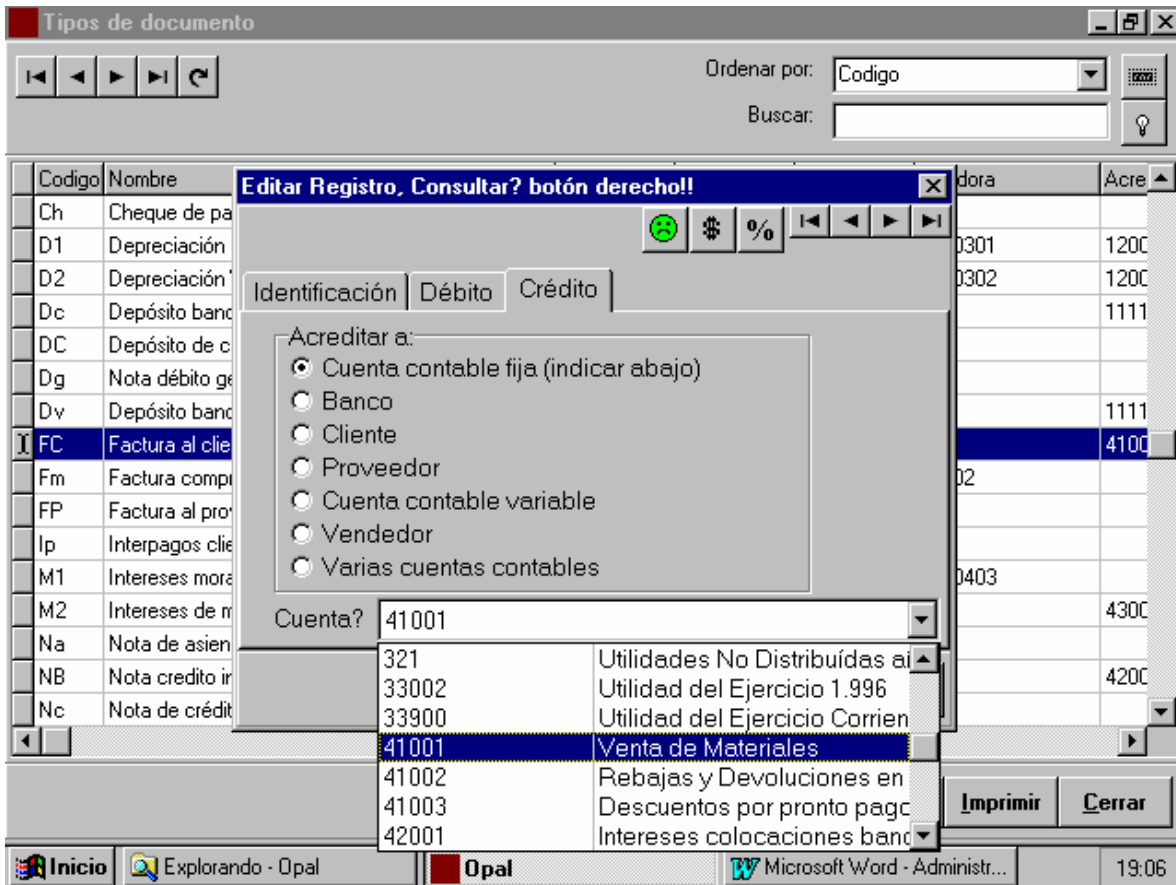 Tipos de documento
Ordenar por: Codigo
Buscar:
Codigo Nombre dora Acre
Editar Registro, Consultar? botón derecho!!
$ %
Identificación Débito Crédito
Acreditar a:
Cuenta contable fija (indicar abajo)
Banco
Cliente
Proveedor
Cuenta contable variable
Vendedor
Varias cuentas contables
Cuenta? 41001
321 Utilidades No Distribuídas
33002 Utilidad del Ejercicio 1.996
33900 Utilidad del Ejercicio Corrien
41001 Venta de Materiales
41002 Rebajas y Devoluciones en
41003 Descuentos por pronto pago
42001 Intereses colocaciones banc
Ch Cheque de pa
D1 Depreciación 0301 1200
D2 Depreciación 0302 1200
Dc Depósito banc 1111
DC Depósito de c
Dg Nota débito ge
Dv Depósito banc 1111
FC Factura al clie 4100
Fm Factura compr 02
FP Factura al prov
Ip Interpagos clie
M1 Intereses mora 0403
M2 Intereses de m 4300
Na Nota de asien
NB Nota credito in 4200
Nc Nota de crédit
Imprimir Cerrar
Inicio Explorando - Opal Opal Microsoft Word - Administr... 19:06